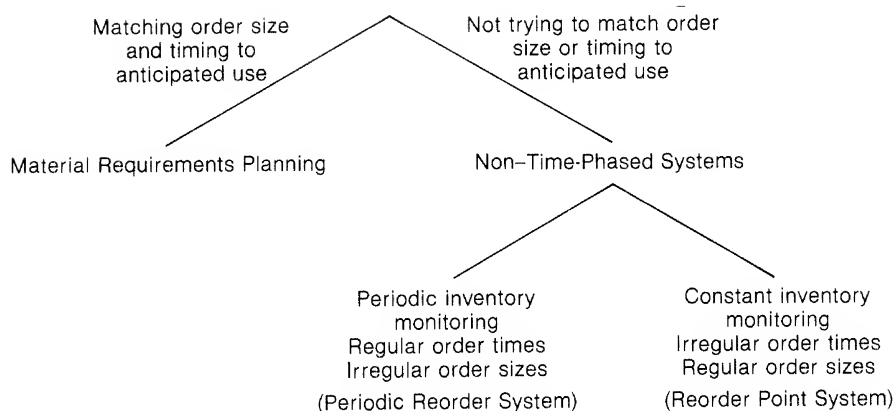 Matching order size
and timing to
anticipated use
Not trying to match order
size or timing to
anticipated use
Material Requirements Planning
Non–Time-Phased Systems
Periodic inventory
monitoring
Regular order times
Irregular order sizes
(Periodic Reorder System)
Constant inventory
monitoring
Irregular order times
Regular order sizes
(Reorder Point System)